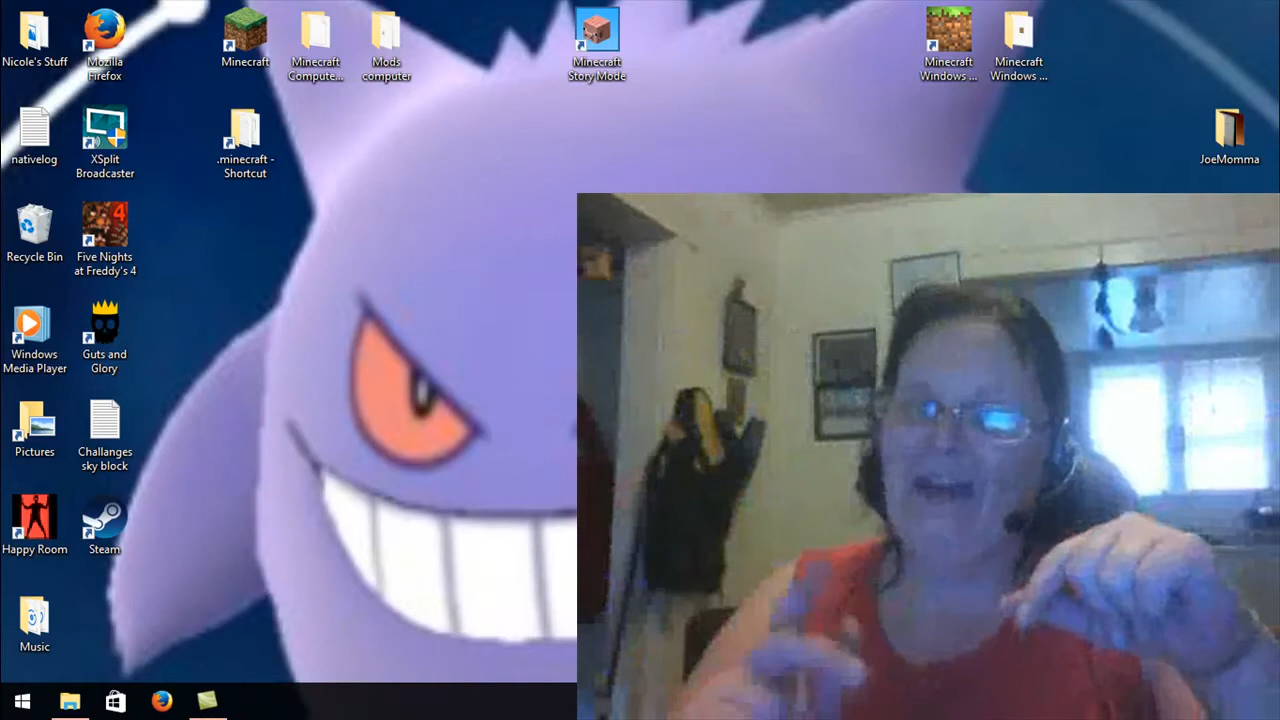 Nicole's Stuff
Mozilla
Firefox
Minecraft
Minecraft
Compute...
Mods
computer
Minecraft
Story Mode
Minecraft
Windows ...
Minecraft
Windows ...
nativelog
XSplit
Broadcaster
.minecraft -
Shortcut
JoeMomma
Recycle Bin
4
Five Nights
at Freddy's 4
Windows
Media Player
Guts and
Glory
Pictures
Challanges
sky block
Happy Room
Steam
Music